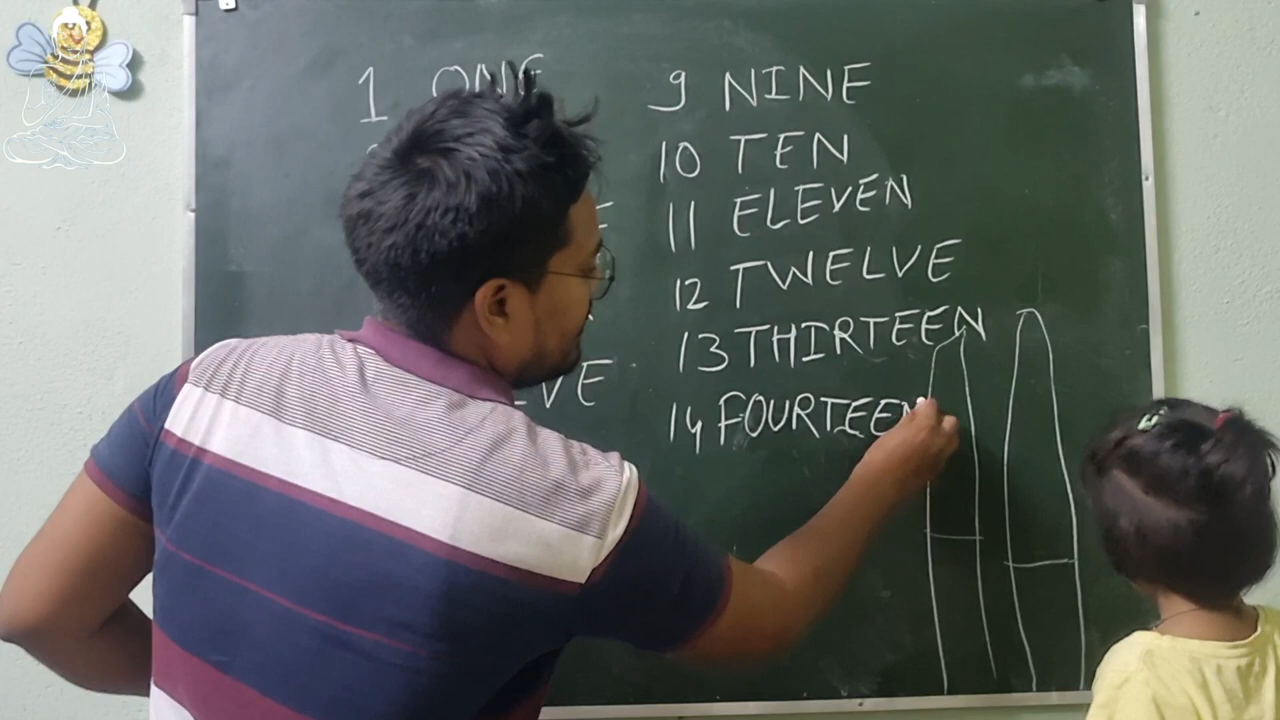 1 ONE
9 NINE
10 TEN
11 ELEVEN
12 TWELVE
13 THIRTEEN
14 FOURTEEN